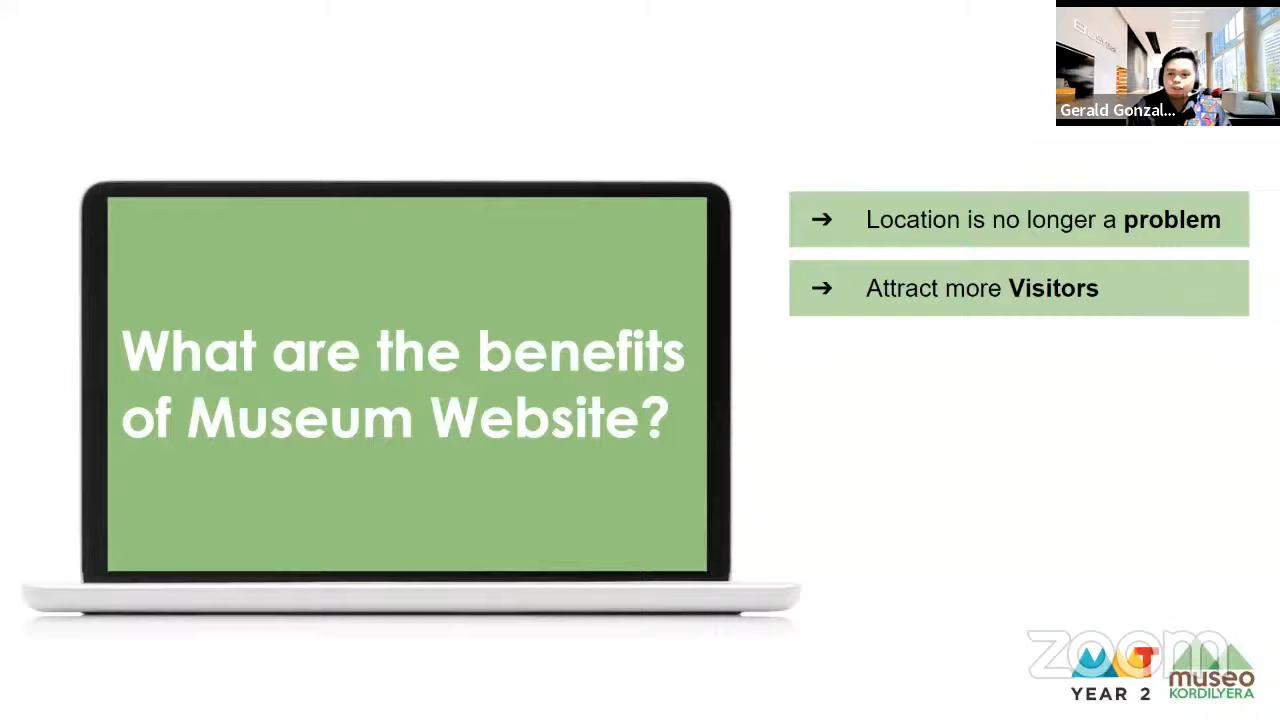 Gerald Gonzal...
What are the benefits
of Museum Website?
➔ Location is no longer a problem
➔ Attract more Visitors
zoom
YEAR 2
museo
KORDILYERA